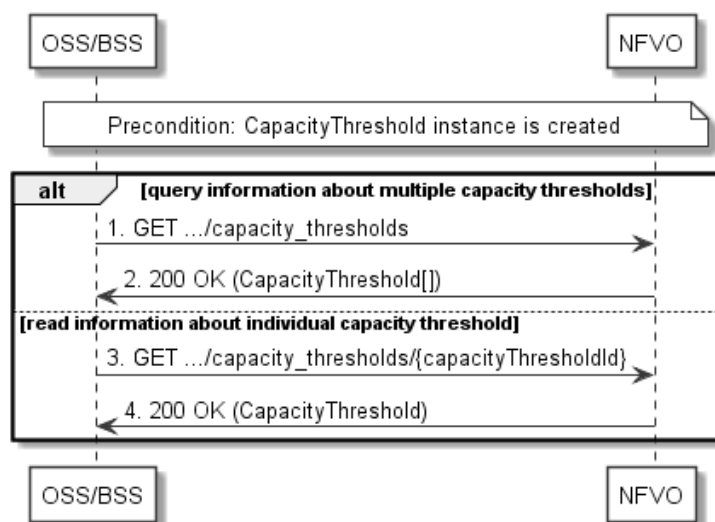 OSS/BSS
NFVO
Precondition: CapacityThreshold instance is created
alt
[query information about multiple capacity thresholds]
1. GET .../capacity_thresholds
2. 200 OK (CapacityThreshold[])
[read information about individual capacity threshold]
3. GET .../capacity_thresholds/{capacityThresholdId}
4. 200 OK (CapacityThreshold)
OSS/BSS
NFVO